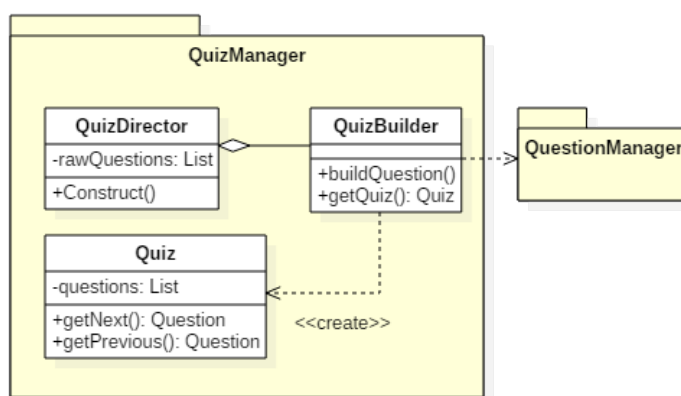 QuizManager
QuizDirector
-rawQuestions: List
+Construct()
QuizBuilder
+buildQuestion()
+getQuiz(): Quiz
QuestionManager
Quiz
-questions: List
+getNext(): Question
+getPrevious(): Question
<<create>>